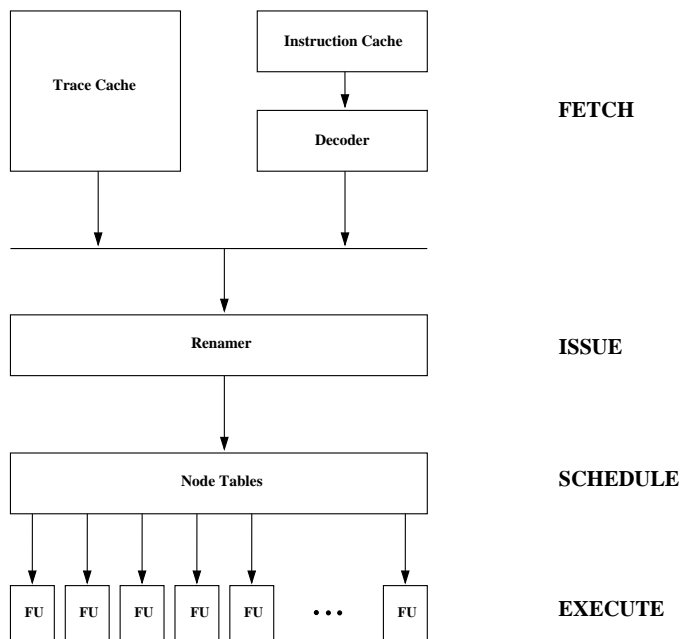 Instruction Cache
Trace Cache
FETCH
Decoder
Renamer
ISSUE
Node Tables
SCHEDULE
FU FU FU FU FU ••• FU
EXECUTE